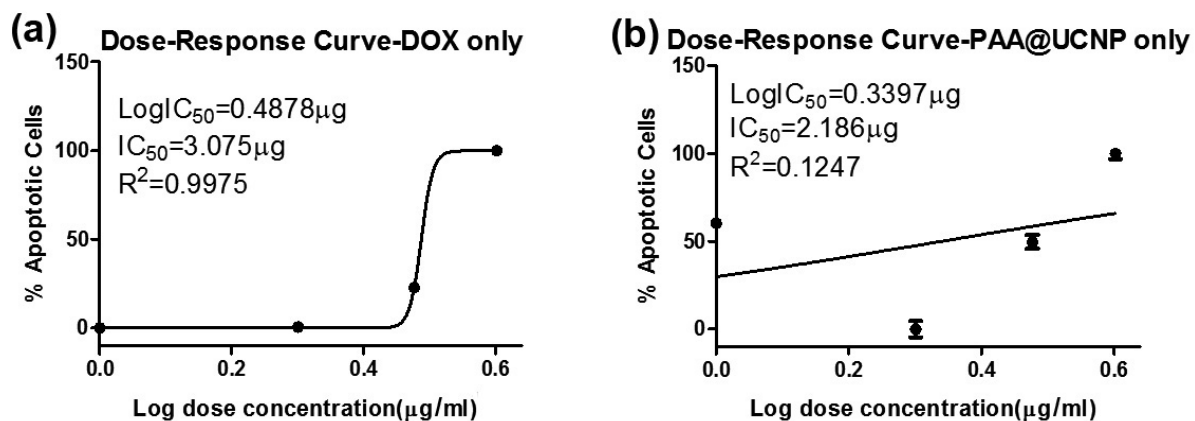 (a)
Dose-Response Curve-DOX only
150
100
50
0
% Apoptotic Cells
LogIC50=0.4878μg
IC50=3.075μg
R²=0.9975
0.0 0.2 0.4 0.6
Log dose concentration(μg/ml)
(b)
Dose-Response Curve-PAA@UCNP only
150
100
50
0
% Apoptotic Cells
LogIC50=0.3397μg
IC50=2.186μg
R²=0.1247
0.0 0.2 0.4 0.6
Log dose concentration(μg/ml)